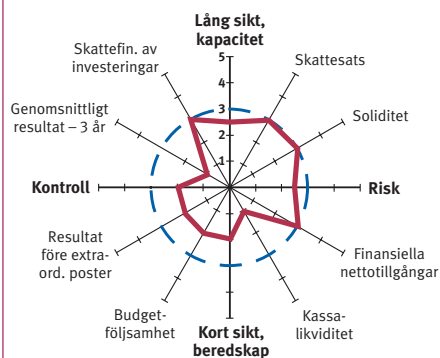 Lång sikt,
kapacitet
Skattefin. av
investeringar
Skattesats
Genomsnittligt
resultat – 3 år
Soliditet
5
4
3
2
1
Kontroll
Risk
Resultat
före extra-
ord. poster
Finansiella
nettotillgångar
Budget-
följsamhet
Kassa-
likviditet
Kort sikt,
beredskap